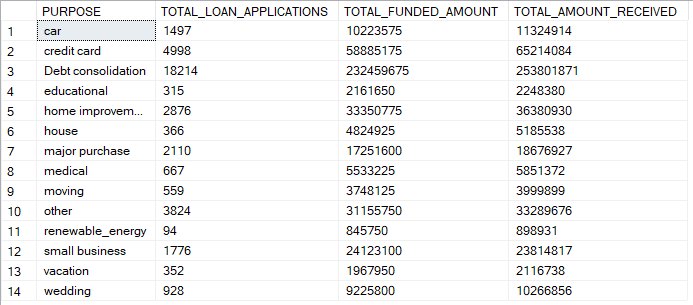 PURPOSE TOTAL_LOAN_APPLICATIONS TOTAL_FUNDED_AMOUNT TOTAL_AMOUNT_RECEIVED
1 car 1497 10223575 11324914
2 credit card 4998 58885175 65214084
3 Debt consolidation 18214 232459675 253801871
4 educational 315 2161650 2248380
5 home improvem... 2876 33350775 36380930
6 house 366 4824925 5185538
7 major purchase 2110 17251600 18676927
8 medical 667 5533225 5851372
9 moving 559 3748125 3999899
10 other 3824 31155750 33289676
11 renewable_energy 94 845750 898931
12 small business 1776 24123100 23814817
13 vacation 352 1967950 2116738
14 wedding 928 9225800 10266856